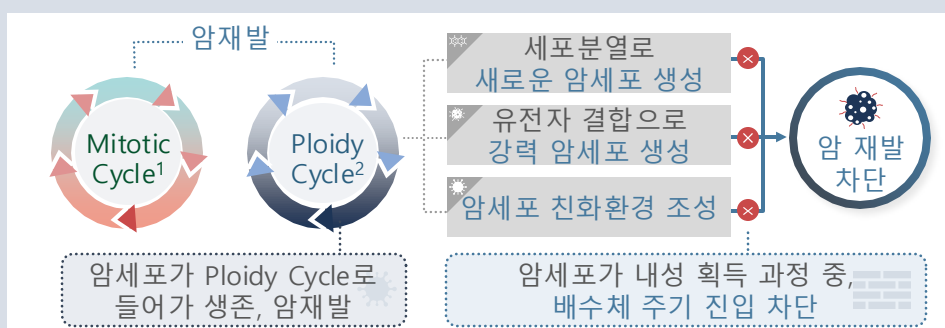 암재발
Mitotic
Cycle1
Ploidy
Cycle2
세포분열로
새로운 암세포 생성
유전자 결합으로
강력 암세포 생성
암세포 친화환경 조성
암 재발
차단
암세포가 Ploidy Cycle로
들어가 생존, 암재발
암세포가 내성 획득 과정 중,
배수체 주기 진입 차단